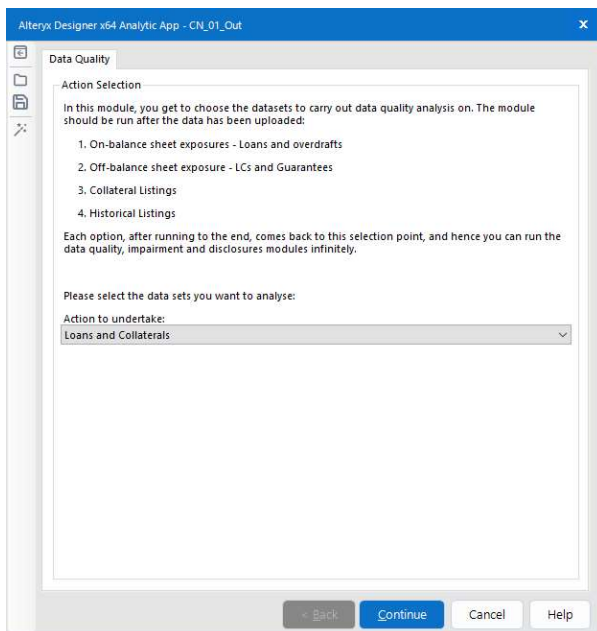 Alteryx Designer x64 Analytic App - CN_01_Out
Data Quality
Action Selection
In this module, you get to choose the datasets to carry out data quality analysis on. The module
should be run after the data has been uploaded:
1. On-balance sheet exposures - Loans and overdrafts
2. Off-balance sheet exposure - LCs and Guarantees
3. Collateral Listings
4. Historical Listings
Each option, after running to the end, comes back to this selection point, and hence you can run the
data quality, impairment and disclosures modules infinitely.
Please select the data sets you want to analyse:
Action to undertake:
Loans and Collaterals
< Back Continue Cancel Help